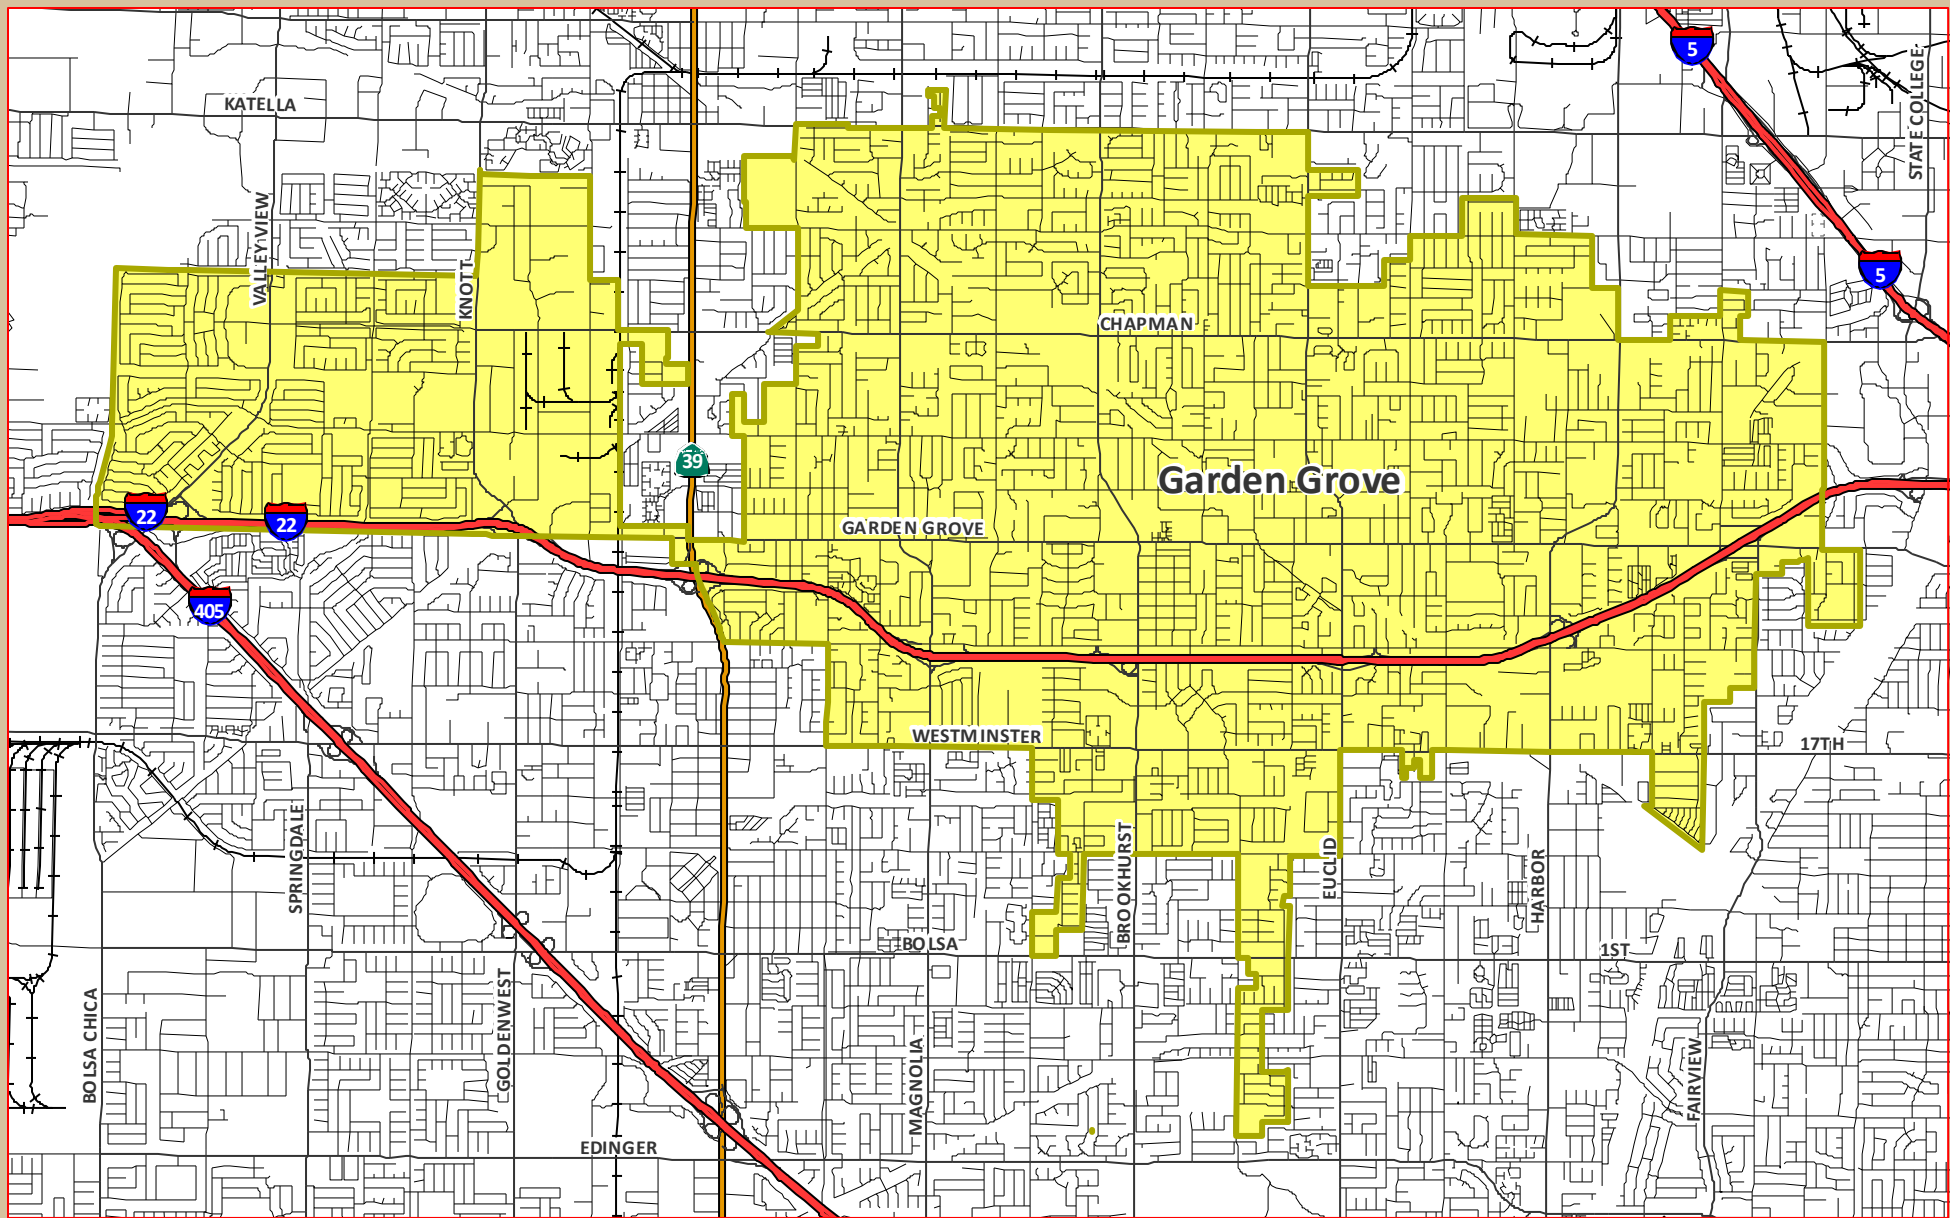 5
KATELLA
STATE COLLEGE
VALLEY VIEW
KNOTT
5
CHAPMAN
39
Garden Grove
22
22
GARDEN GROVE
405
WESTMINSTER
17TH
SPRINGDALE
BROOKHURST
EUCLID
HARBOR
BOLSA
1ST
BOLSA CHICA
GOLDENWEST
MAGNOLIA
FAIRVIEW
EDINGER